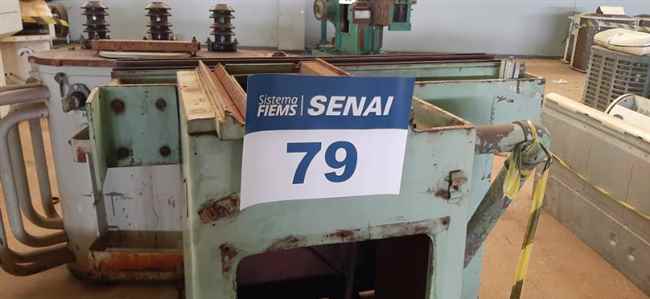 Sistema
FIEMS
SENAI
79